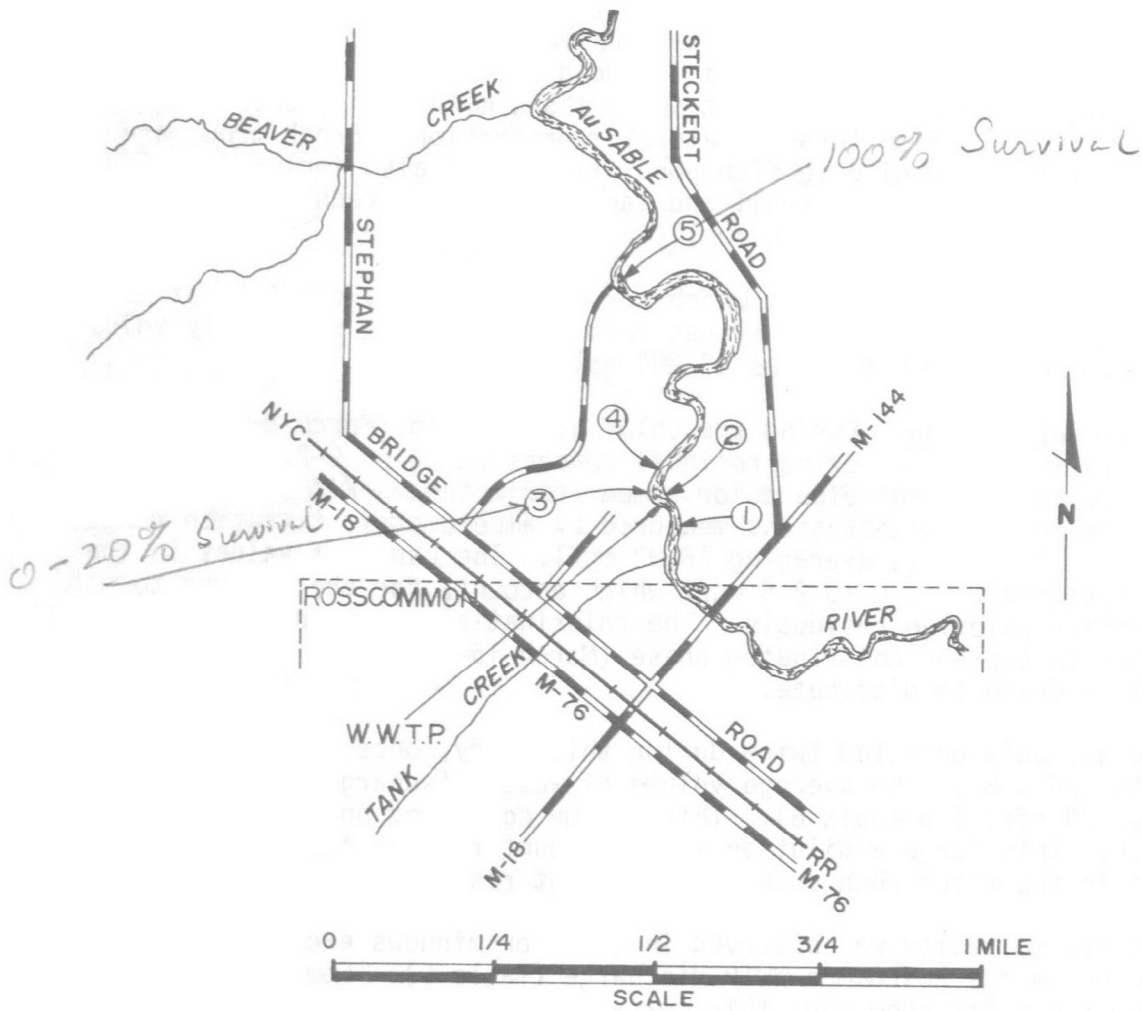 STECKERT
CREEK
BEAVER
Au SABLE
100% Survival
STEPHAN
ROAD
5
NYC
BRIDGE
M-144
4
2
M-18
3
1
N
0-20% Survival
ROSSCOMMON
RIVER
CREEK
M-76
W.W.T.P.
ROAD
TANK
M-18
RR
M-76
0 1/4 1/2 3/4 1 MILE
SCALE